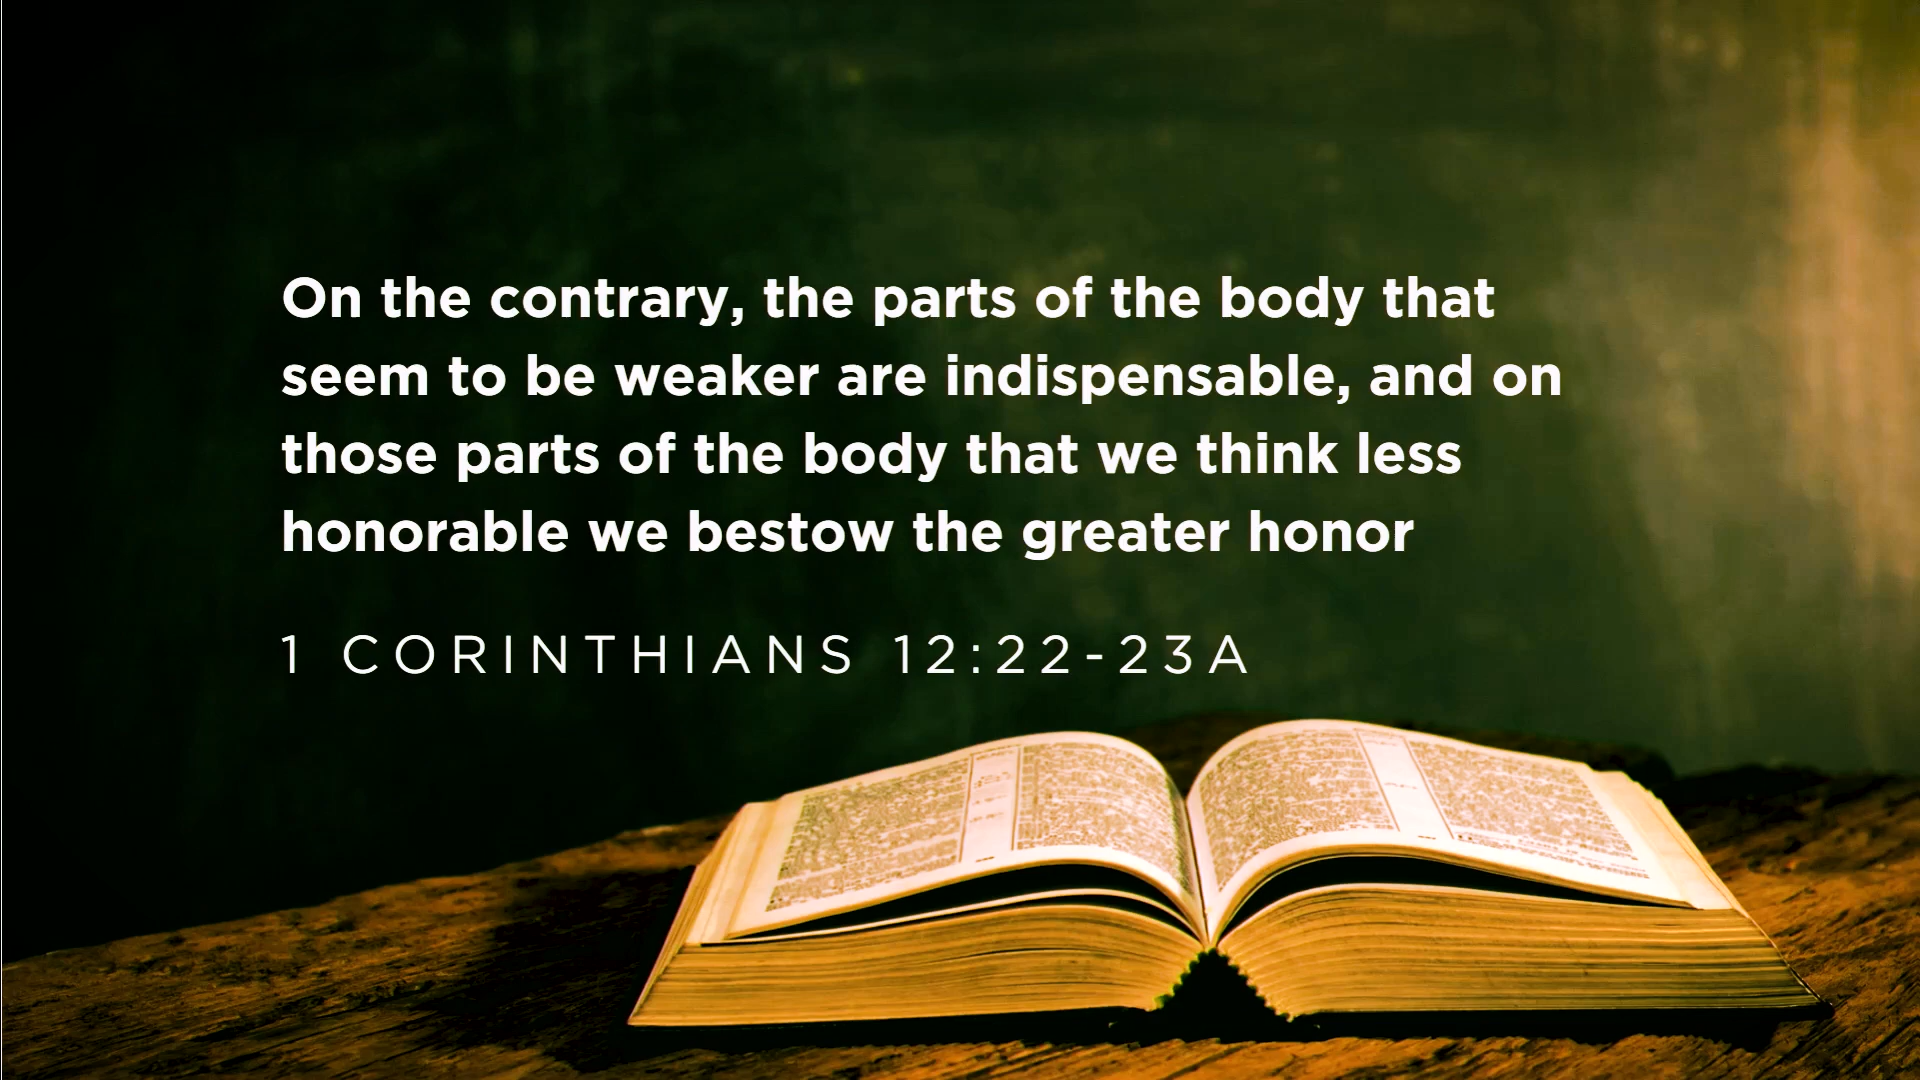 On the contrary, the parts of the body that
seem to be weaker are indispensable, and on
those parts of the body that we think less
honorable we bestow the greater honor
1 CORINTHIANS 12:22-23A